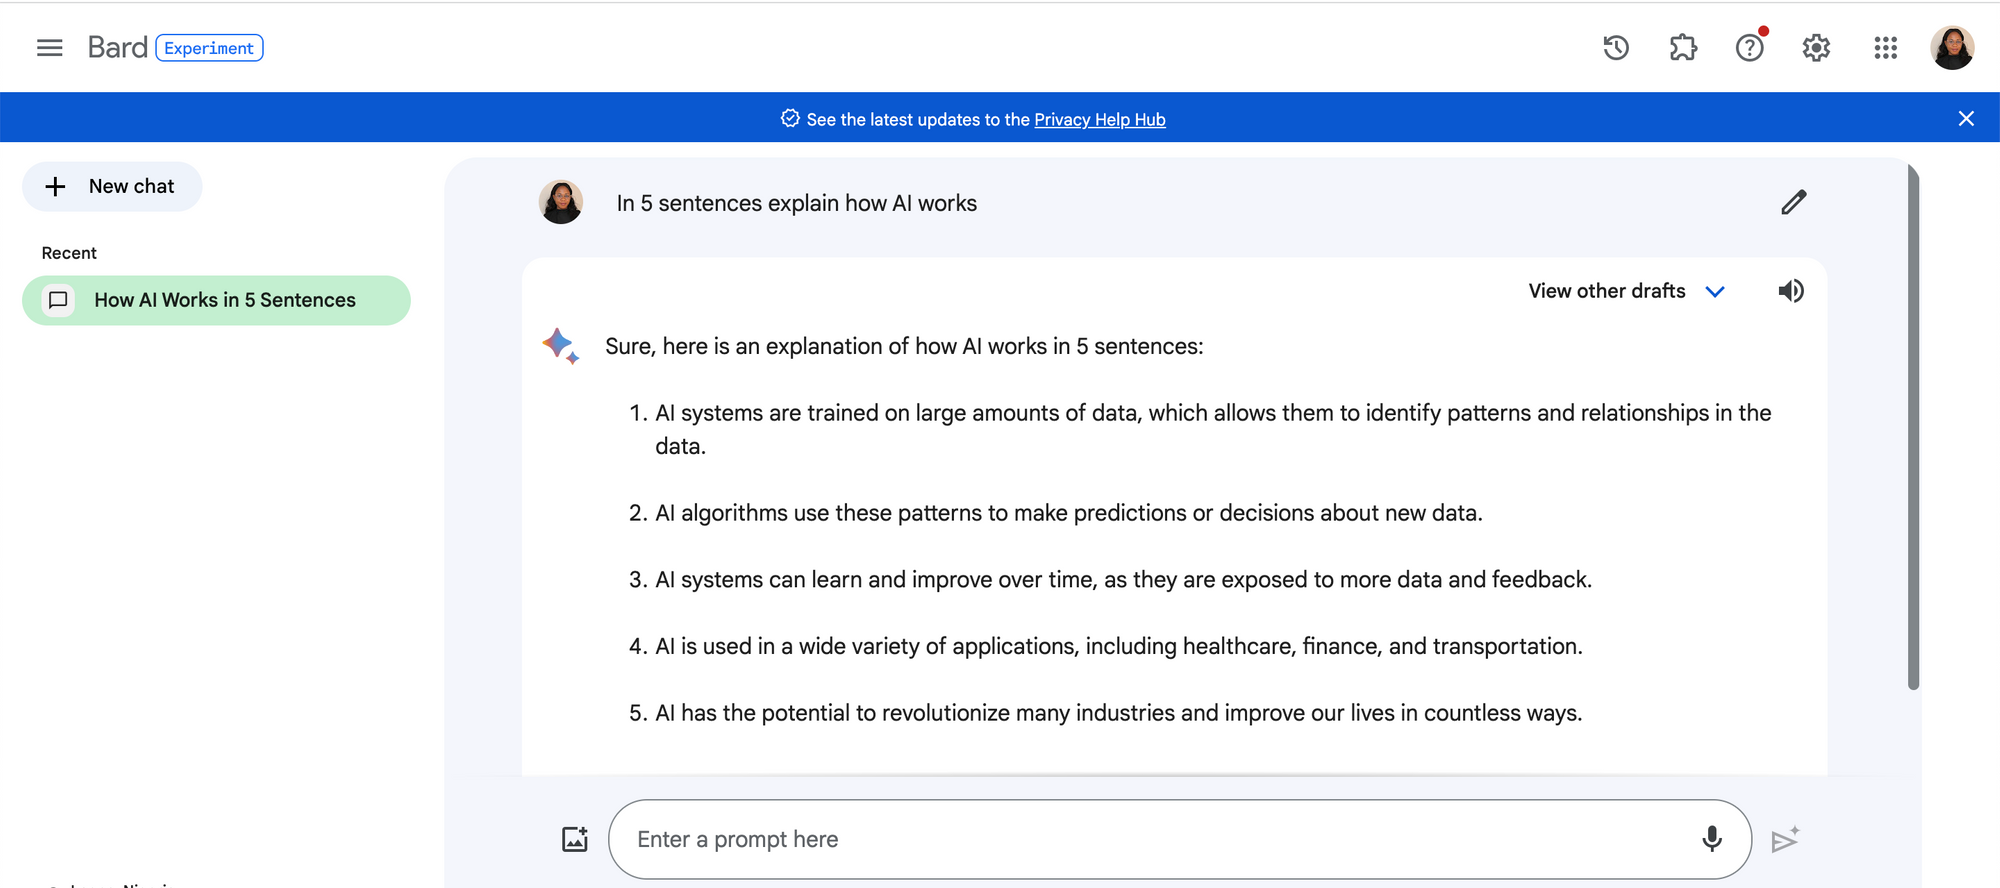 Bard Experiment
See the latest updates to the Privacy Help Hub
New chat
Recent
How AI Works in 5 Sentences
In 5 sentences explain how AI works
View other drafts
Sure, here is an explanation of how AI works in 5 sentences:
1. AI systems are trained on large amounts of data, which allows them to identify patterns and relationships in the
data.
2. AI algorithms use these patterns to make predictions or decisions about new data.
3. AI systems can learn and improve over time, as they are exposed to more data and feedback.
4. AI is used in a wide variety of applications, including healthcare, finance, and transportation.
5. AI has the potential to revolutionize many industries and improve our lives in countless ways.
Enter a prompt here